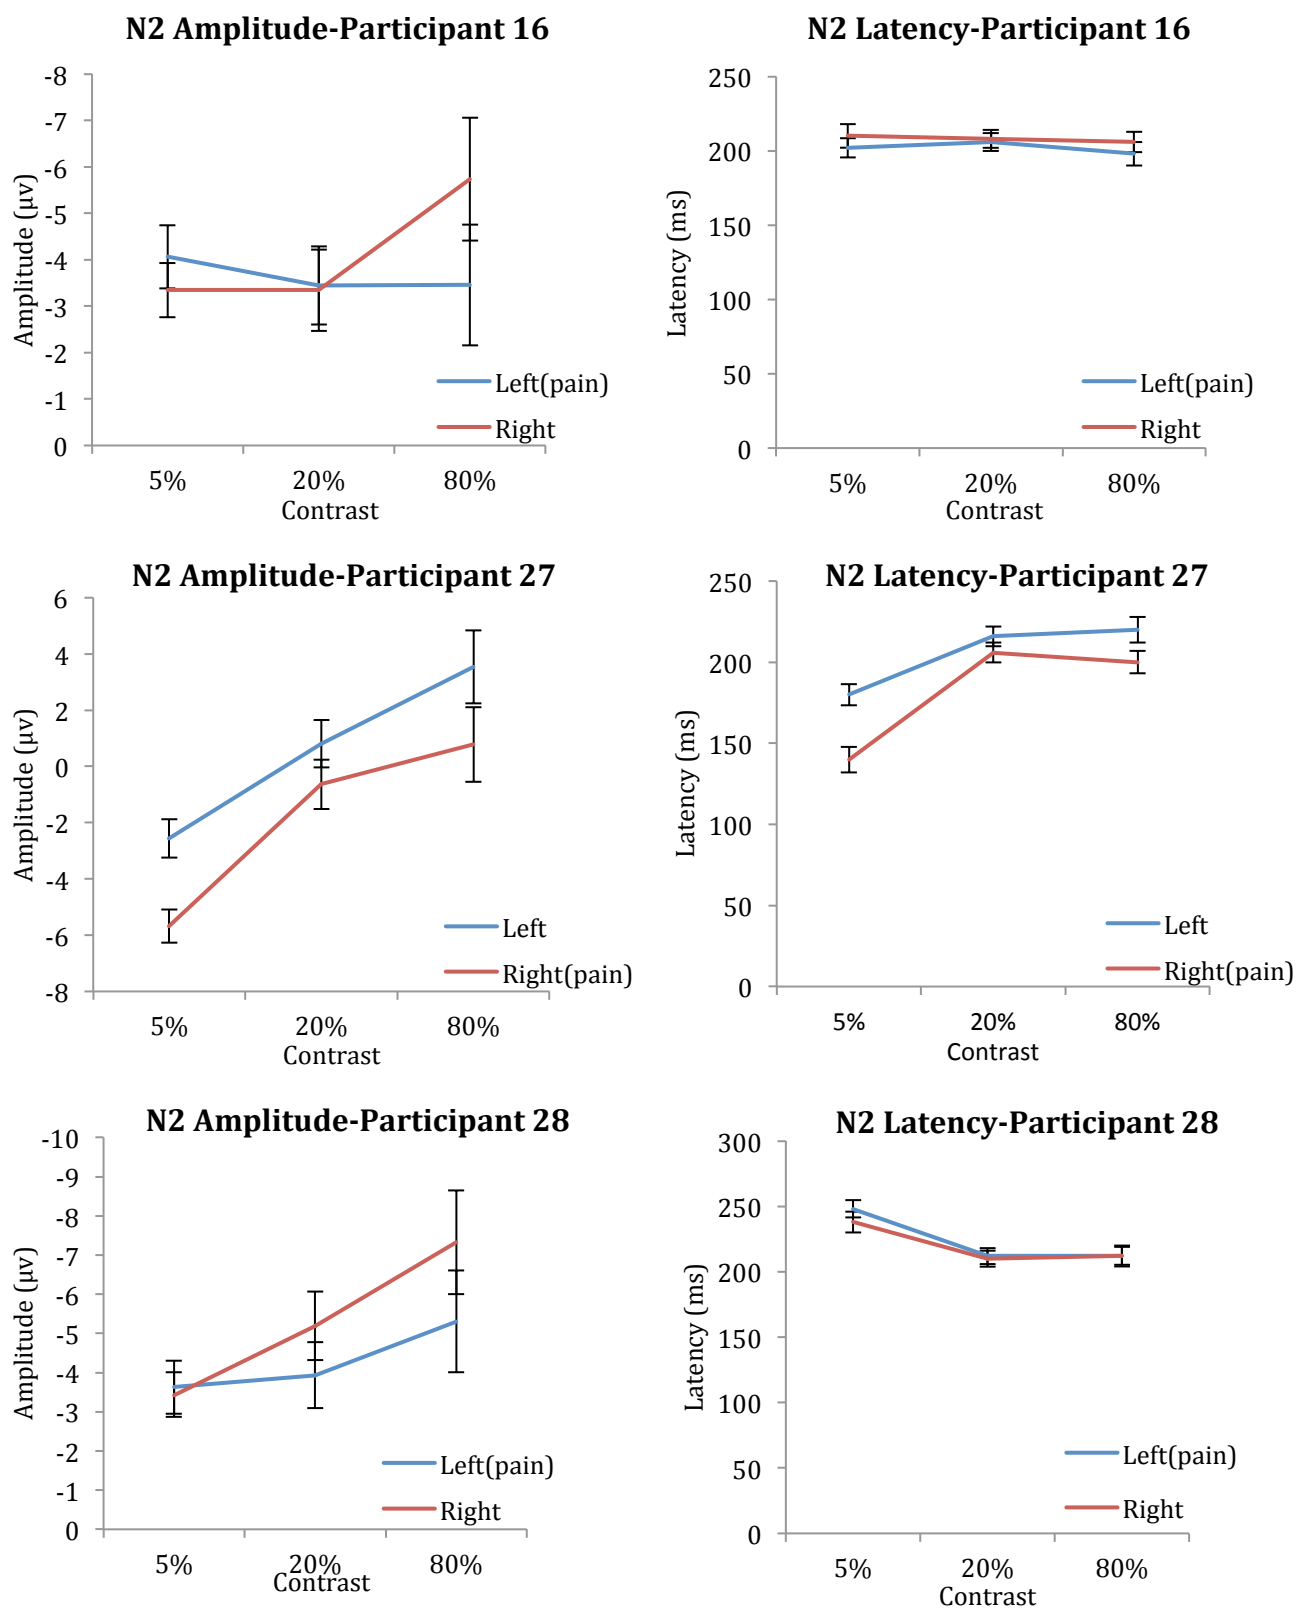 N2 Amplitude-Participant 16
-8
-7
-6
-5
-4
-3
-2
-1
0
Amplitude (μv)
Left(pain)
Right
5% 20% 80%
Contrast
N2 Latency-Participant 16
250
200
150
100
50
0
Latency (ms)
Left(pain)
Right
5% 20% 80%
Contrast
N2 Amplitude-Participant 27
6
4
2
0
-2
-4
-6
-8
Amplitude (μv)
Left
Right(pain)
5% 20% 80%
Contrast
N2 Latency-Participant 27
250
200
150
100
50
0
Latency (ms)
Left
Right(pain)
5% 20% 80%
Contrast
N2 Amplitude-Participant 28
-10
-9
-8
-7
-6
-5
-4
-3
-2
-1
0
Amplitude (μv)
Left(pain)
Right
5% 20% 80%
Contrast
N2 Latency-Participant 28
300
250
200
150
100
50
0
Latency (ms)
Left(pain)
Right
5% 20% 80%
Contrast